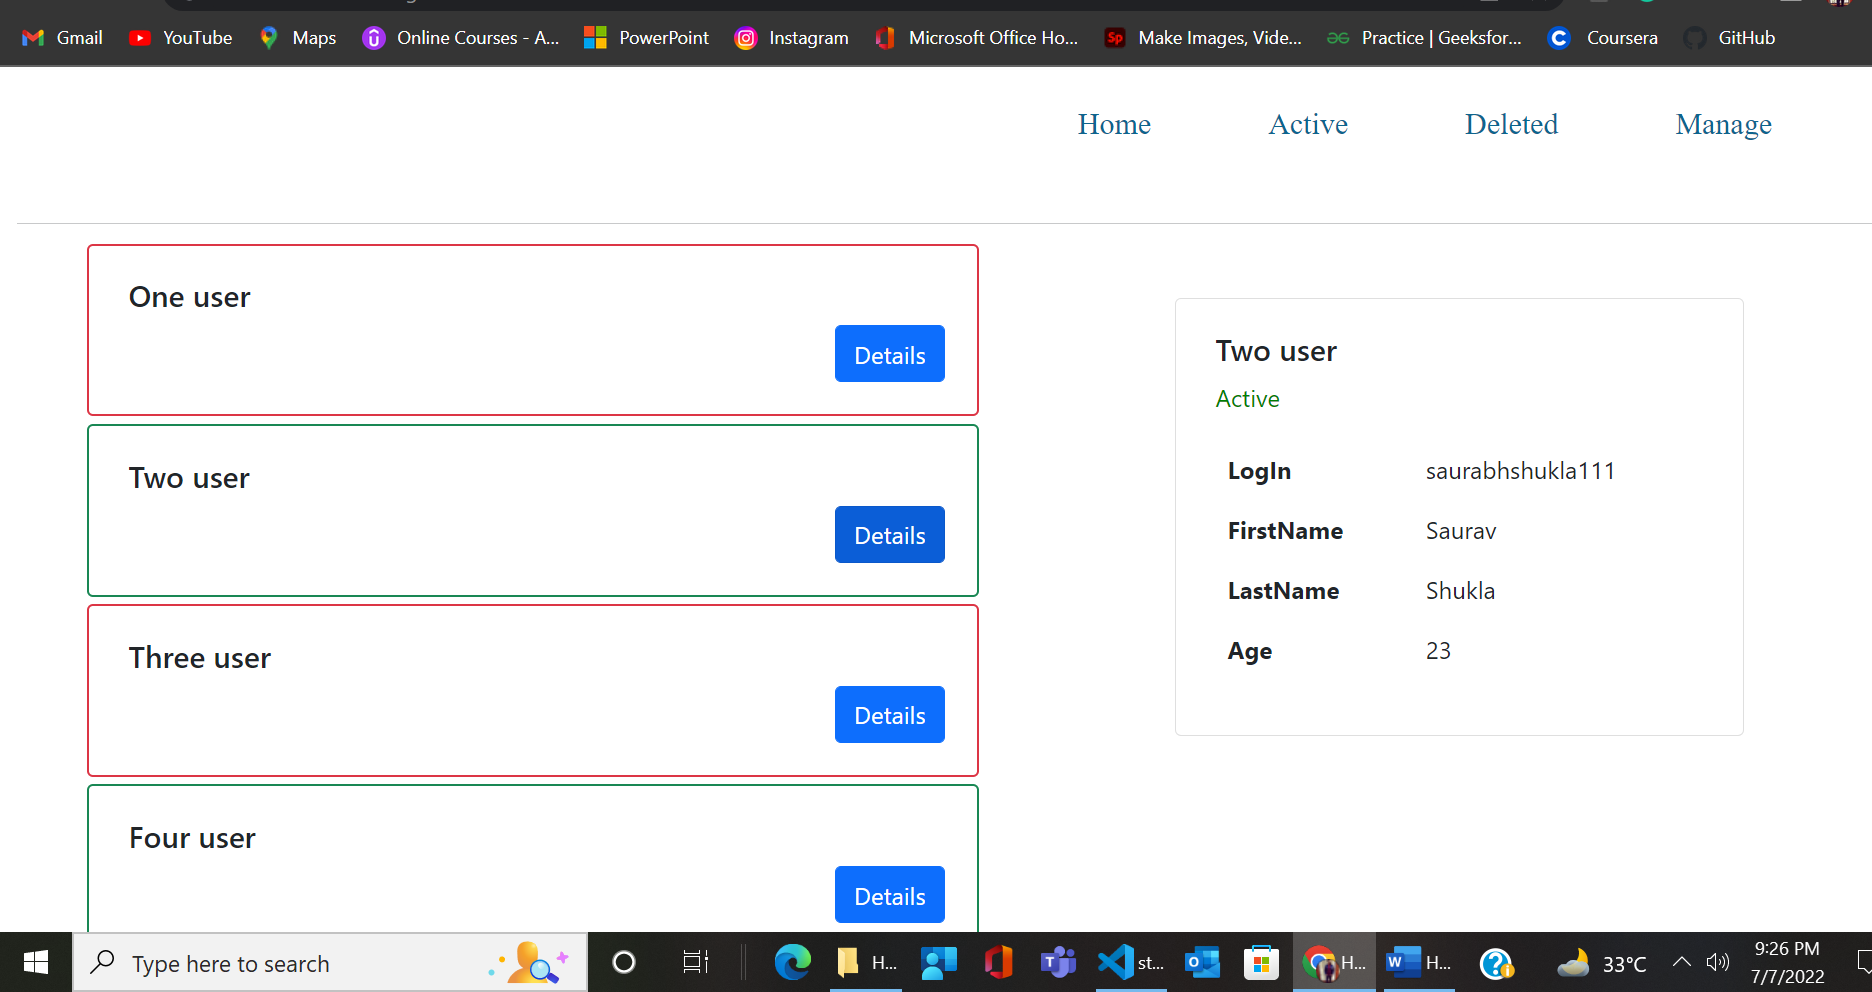 Gmail YouTube Maps Online Courses - A... PowerPoint Instagram Microsoft Office Ho... Make Images, Vide... Practice | Geeksfor... Coursera GitHub
Home Active Deleted Manage
One user
Details
Two user
Details
Three user
Details
Four user
Details
Two user
Active
LogIn saurabhshukla111
FirstName Saurav
LastName Shukla
Age 23
Type here to search
H... st... H... H... 33°C
9:26 PM
7/7/2022